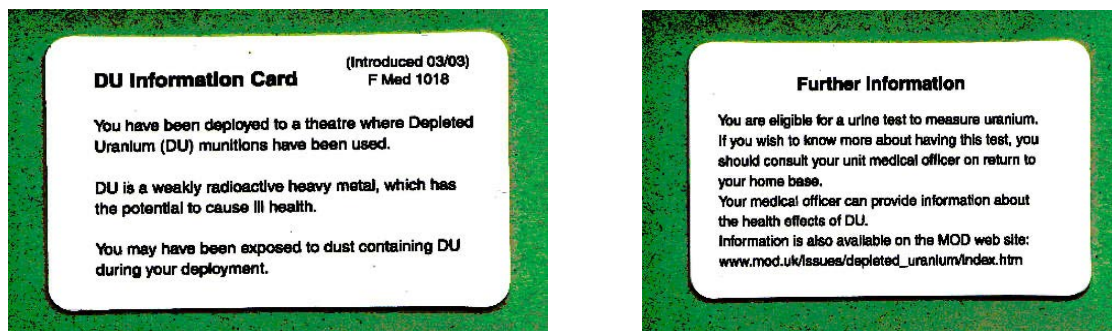 (Introduced 03/03)
DU Information Card F Med 1018
You have been deployed to a theatre where Depleted
Uranium (DU) munitions have been used.
DU is a weakly radioactive heavy metal, which has
the potential to cause ill health.
You may have been exposed to dust containing DU
during your deployment.
Further Information
You are eligible for a urine test to measure uranium.
If you wish to know more about having this test, you
should consult your unit medical officer on return to
your home base.
Your medical officer can provide information about
the health effects of DU.
Information is also available on the MOD web site:
www.mod.uk/issues/depleted_uranium/index.htm